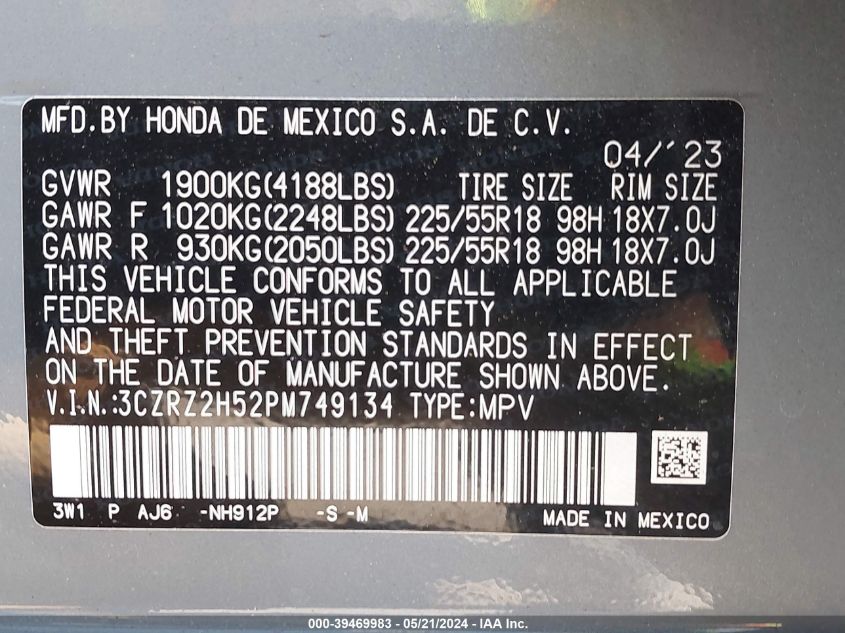 MFD.BY HONDA DE MEXICO S.A. DE C.V.
04/'23
GVWR 1900KG(4188LBS) TIRE SIZE RIM SIZE
GAWR F 1020KG(2248LBS) 225/55R18 98H 18X7.0J
GAWR R 930KG(2050LBS) 225/55R18 98H 18X7.0J
THIS VEHICLE CONFORMS TO ALL APPLICABLE
FEDERAL MOTOR VEHICLE SAFETY
AND THEFT PREVENTION STANDARDS IN EFFECT
ON THE DATE OF MANUFACTURE SHOWN ABOVE.
V.I.N.:3CZRZ2H52PM749134 TYPE:MPV
3W1 P AJ6 -NH912P -S -M MADE IN MEXICO
000-39469983 / 05/21/2024 - IAA Inc.